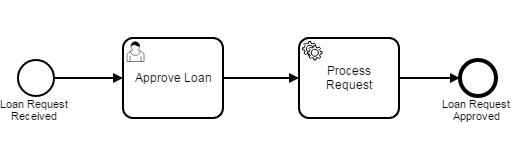 Loan Request
Received
Approve Loan
Process
Request
Loan Request
Approved